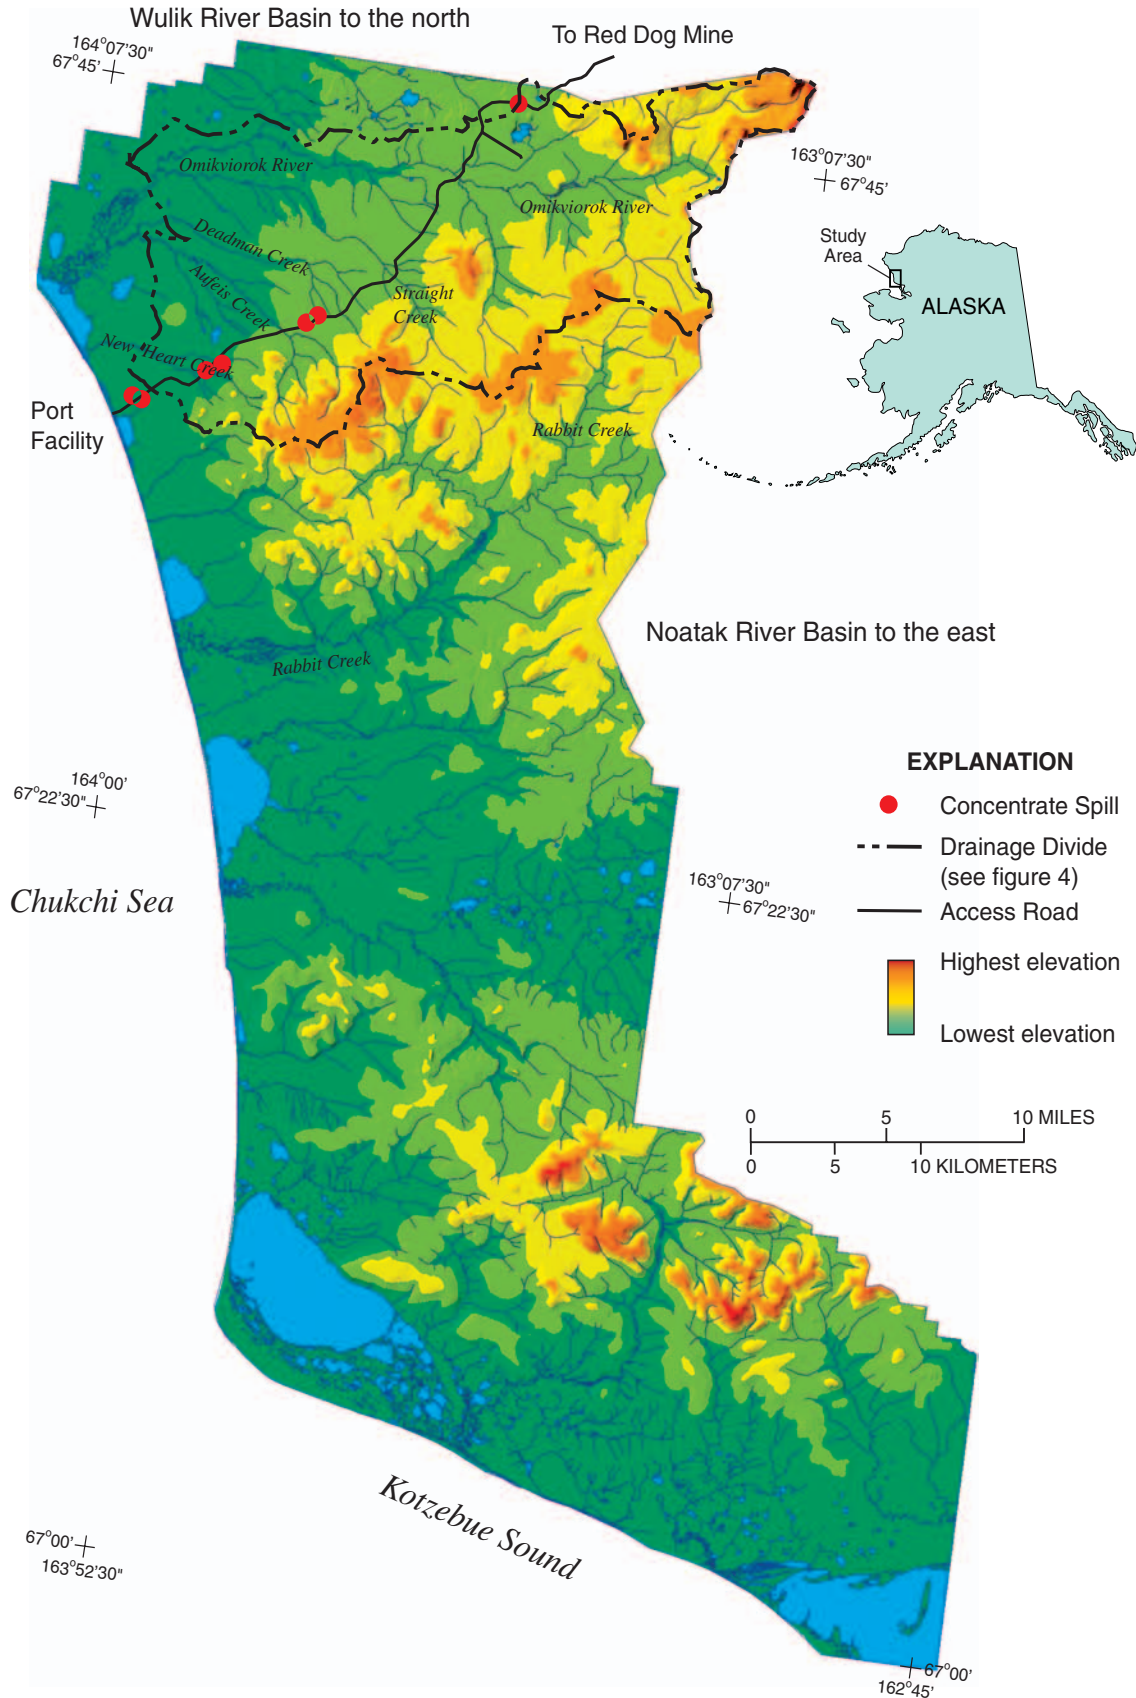 Wulik River Basin to the north
To Red Dog Mine
164°07'30"
67°45'
163°07'30"
67°45'
Omikviorok River
Omikviorok River
Deadman Creek
Aufeis Creek
Straight
Creek
New Heart Creek
Port
Facility
Rabbit Creek
Study
Area
ALASKA
Noatak River Basin to the east
Rabbit Creek
164°00'
67°22'30"
Chukchi Sea
163°07'30"
67°22'30"
EXPLANATION
Concentrate Spill
Drainage Divide
(see figure 4)
Access Road
Highest elevation
Lowest elevation
0 5 10 MILES
0 5 10 KILOMETERS
Kotzebue Sound
67°00'
163°52'30"
67°00'
162°45'